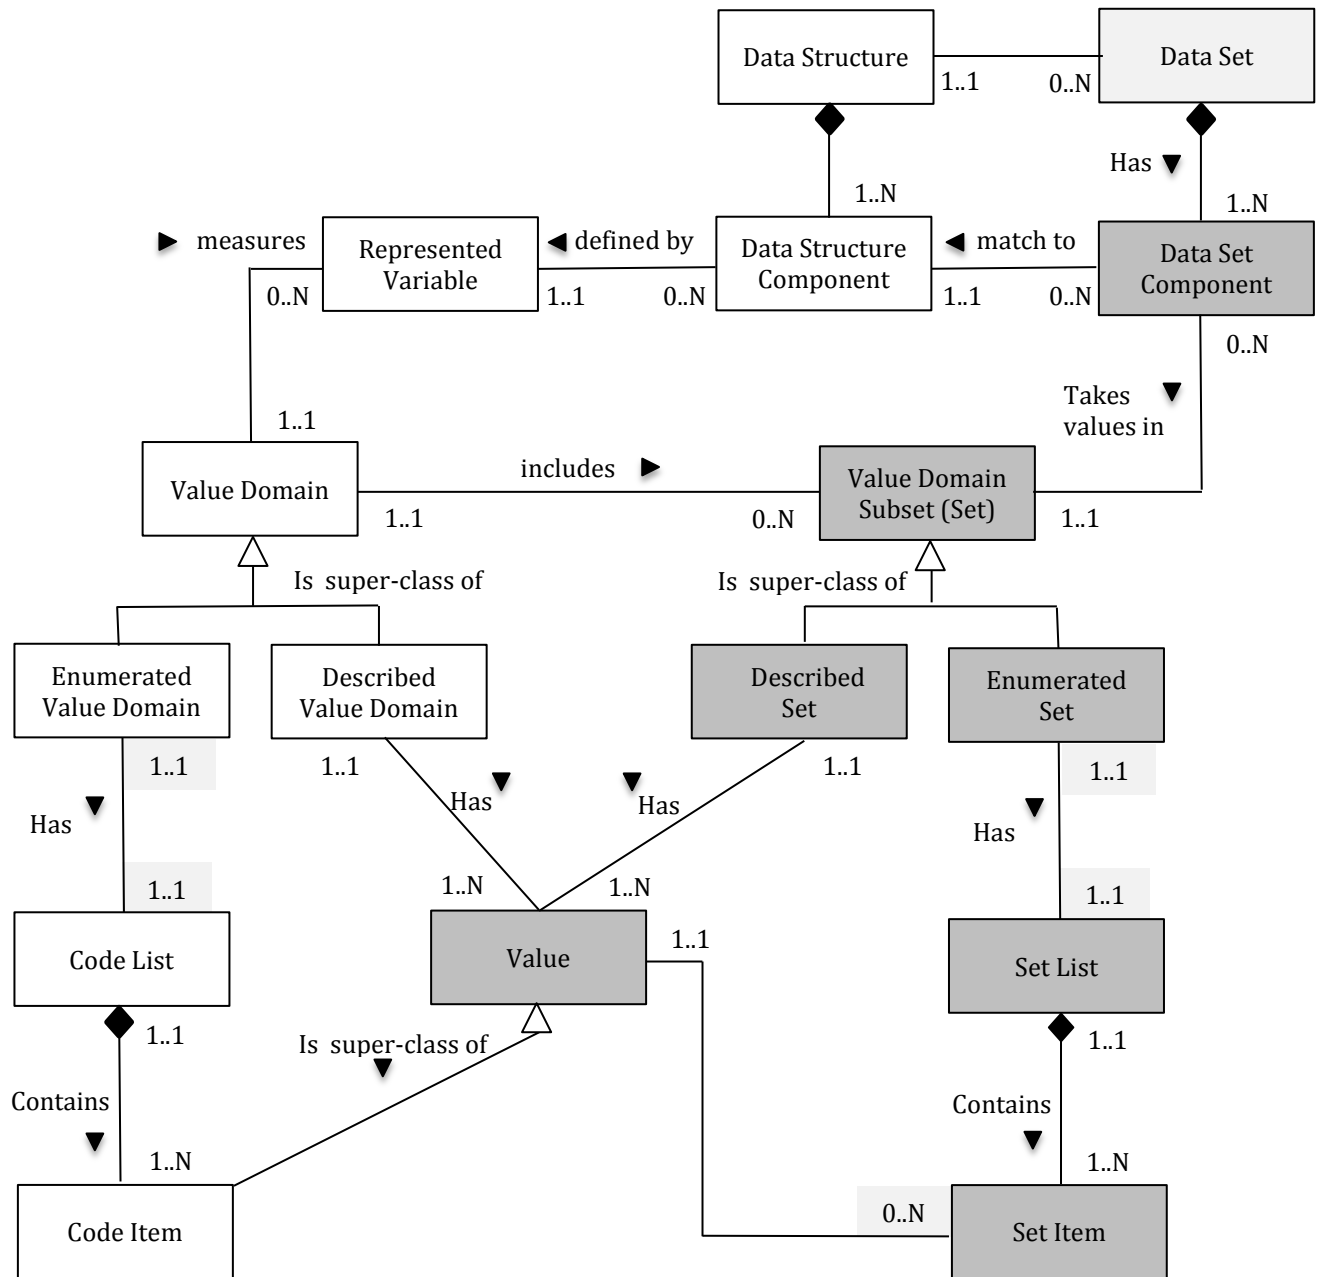 Data Structure
Data Set
1..1
0..N
Has
1..N
1..N
measures
Represented
Variable
defined by
Data Structure
Component
match to
Data Set
Component
0..N
1..1
0..N
1..1
0..N
0..N
Takes
values in
1..1
Value Domain
includes
Value Domain
Subset (Set)
1..1
0..N
1..1
Is super-class of
Is super-class of
Enumerated
Value Domain
Described
Value Domain
Described
Set
Enumerated
Set
1..1
1..1
1..1
1..1
Has
Has
Has
Has
1..1
1..N
1..N
1..1
Code List
Value
1..1
Set List
1..1
Is super-class of
1..1
Contains
Contains
1..N
1..N
0..N
Code Item
Set Item